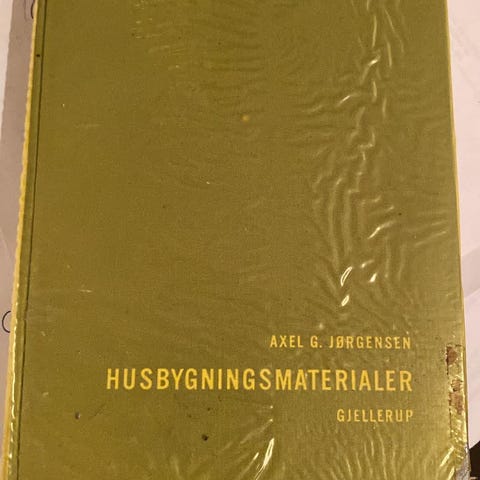 AXEL G. JØRGENSEN
HUSBYGNINGSMATERIALER
GJELLERUP